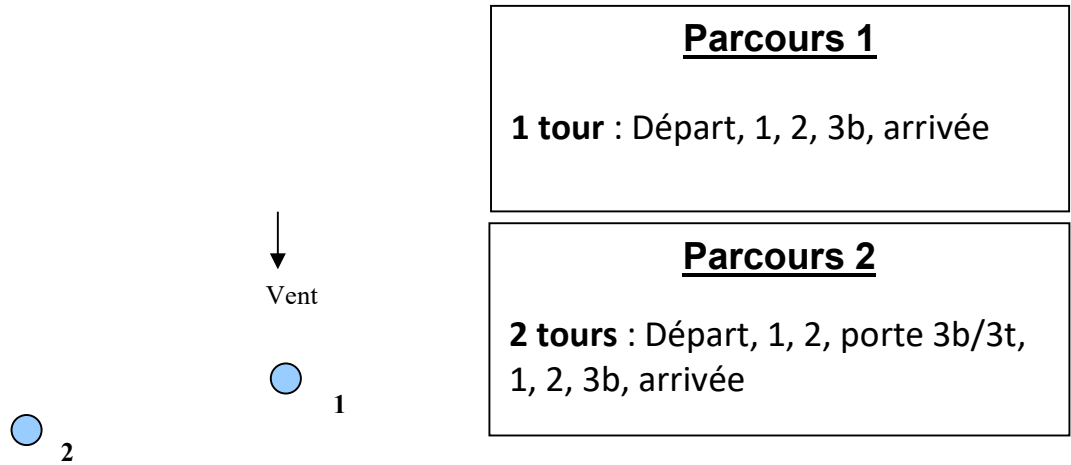 Parcours 1
1 tour : Départ, 1, 2, 3b, arrivée
Parcours 2
2 tours : Départ, 1, 2, porte 3b/3t,
1, 2, 3b, arrivée
Vent
1
2